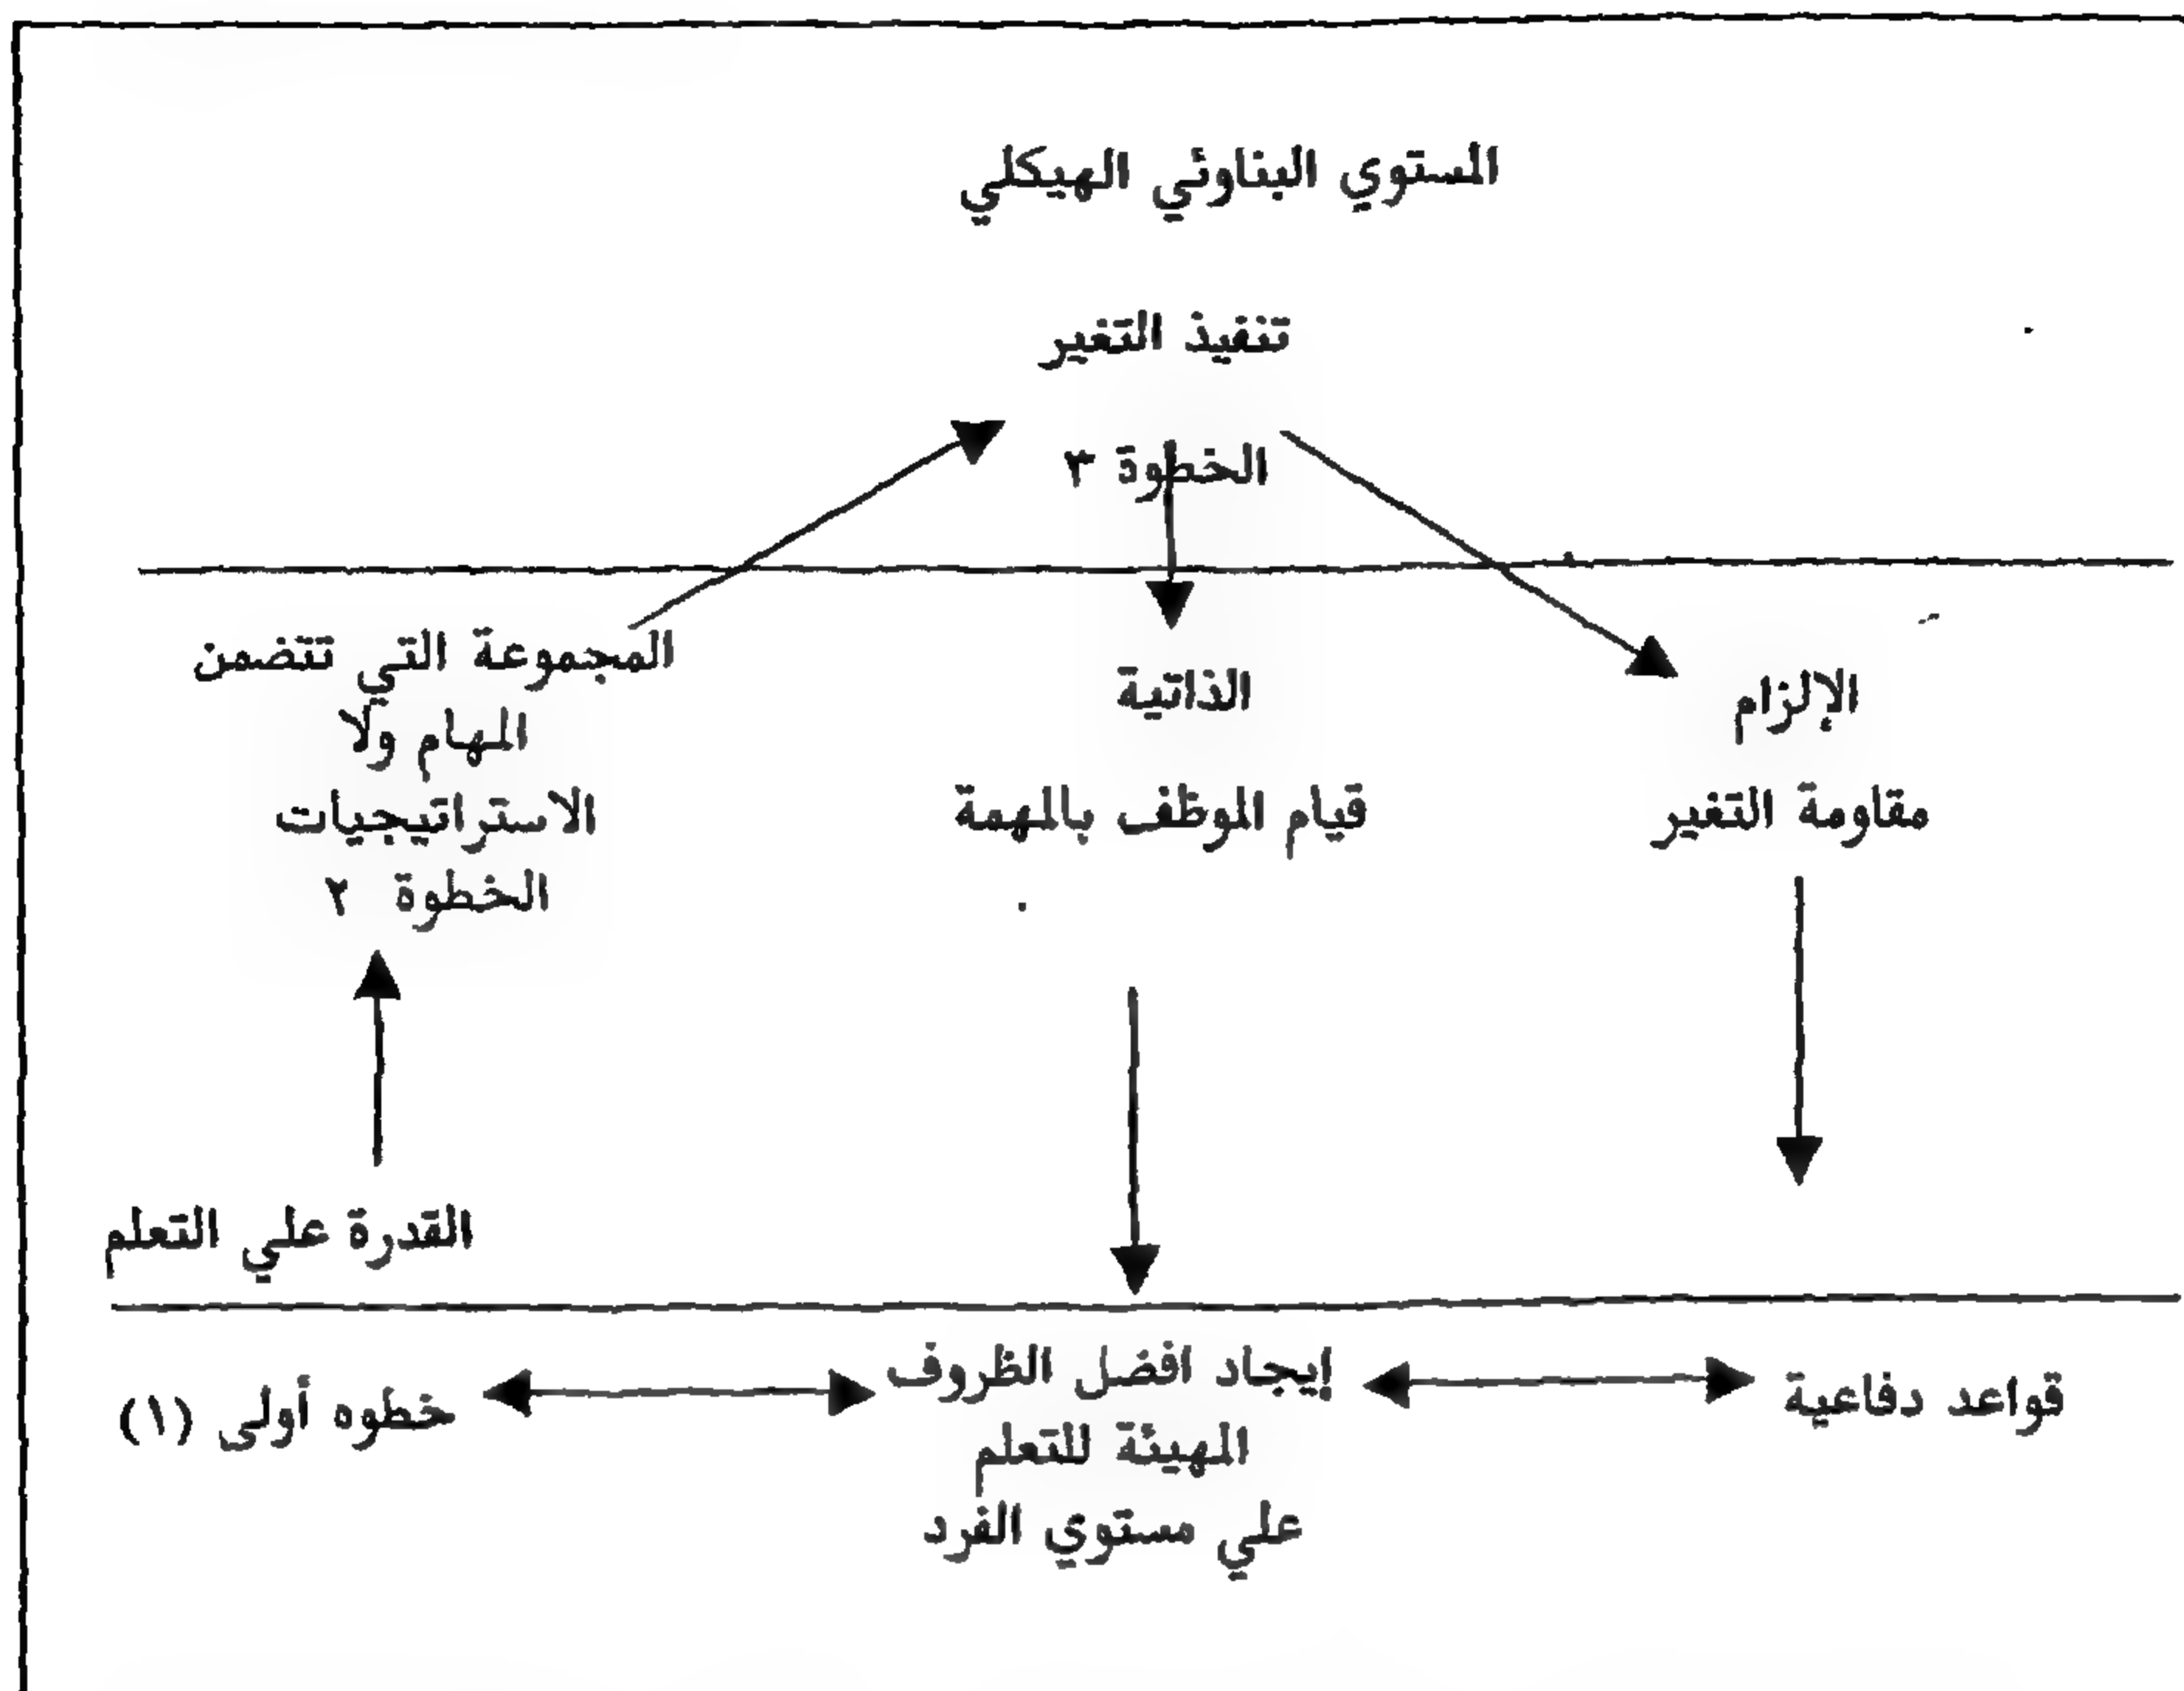 المستوي البناوئي الهيكلي
تنفيذ التغير
الخطوة ٣
الإلزام
مقاومة التغير
الذاتية
قيام الموظف بالمهمة
المجموعة التي تتضمن
المهام ولا
الاستراتيجيات
الخطوة ٢
القدرة علي التعلم
قواعد دفاعية
إيجاد افضل الظروف
المهيئة للتعلم
علي مستوي الفرد
خطوه أولى (١)